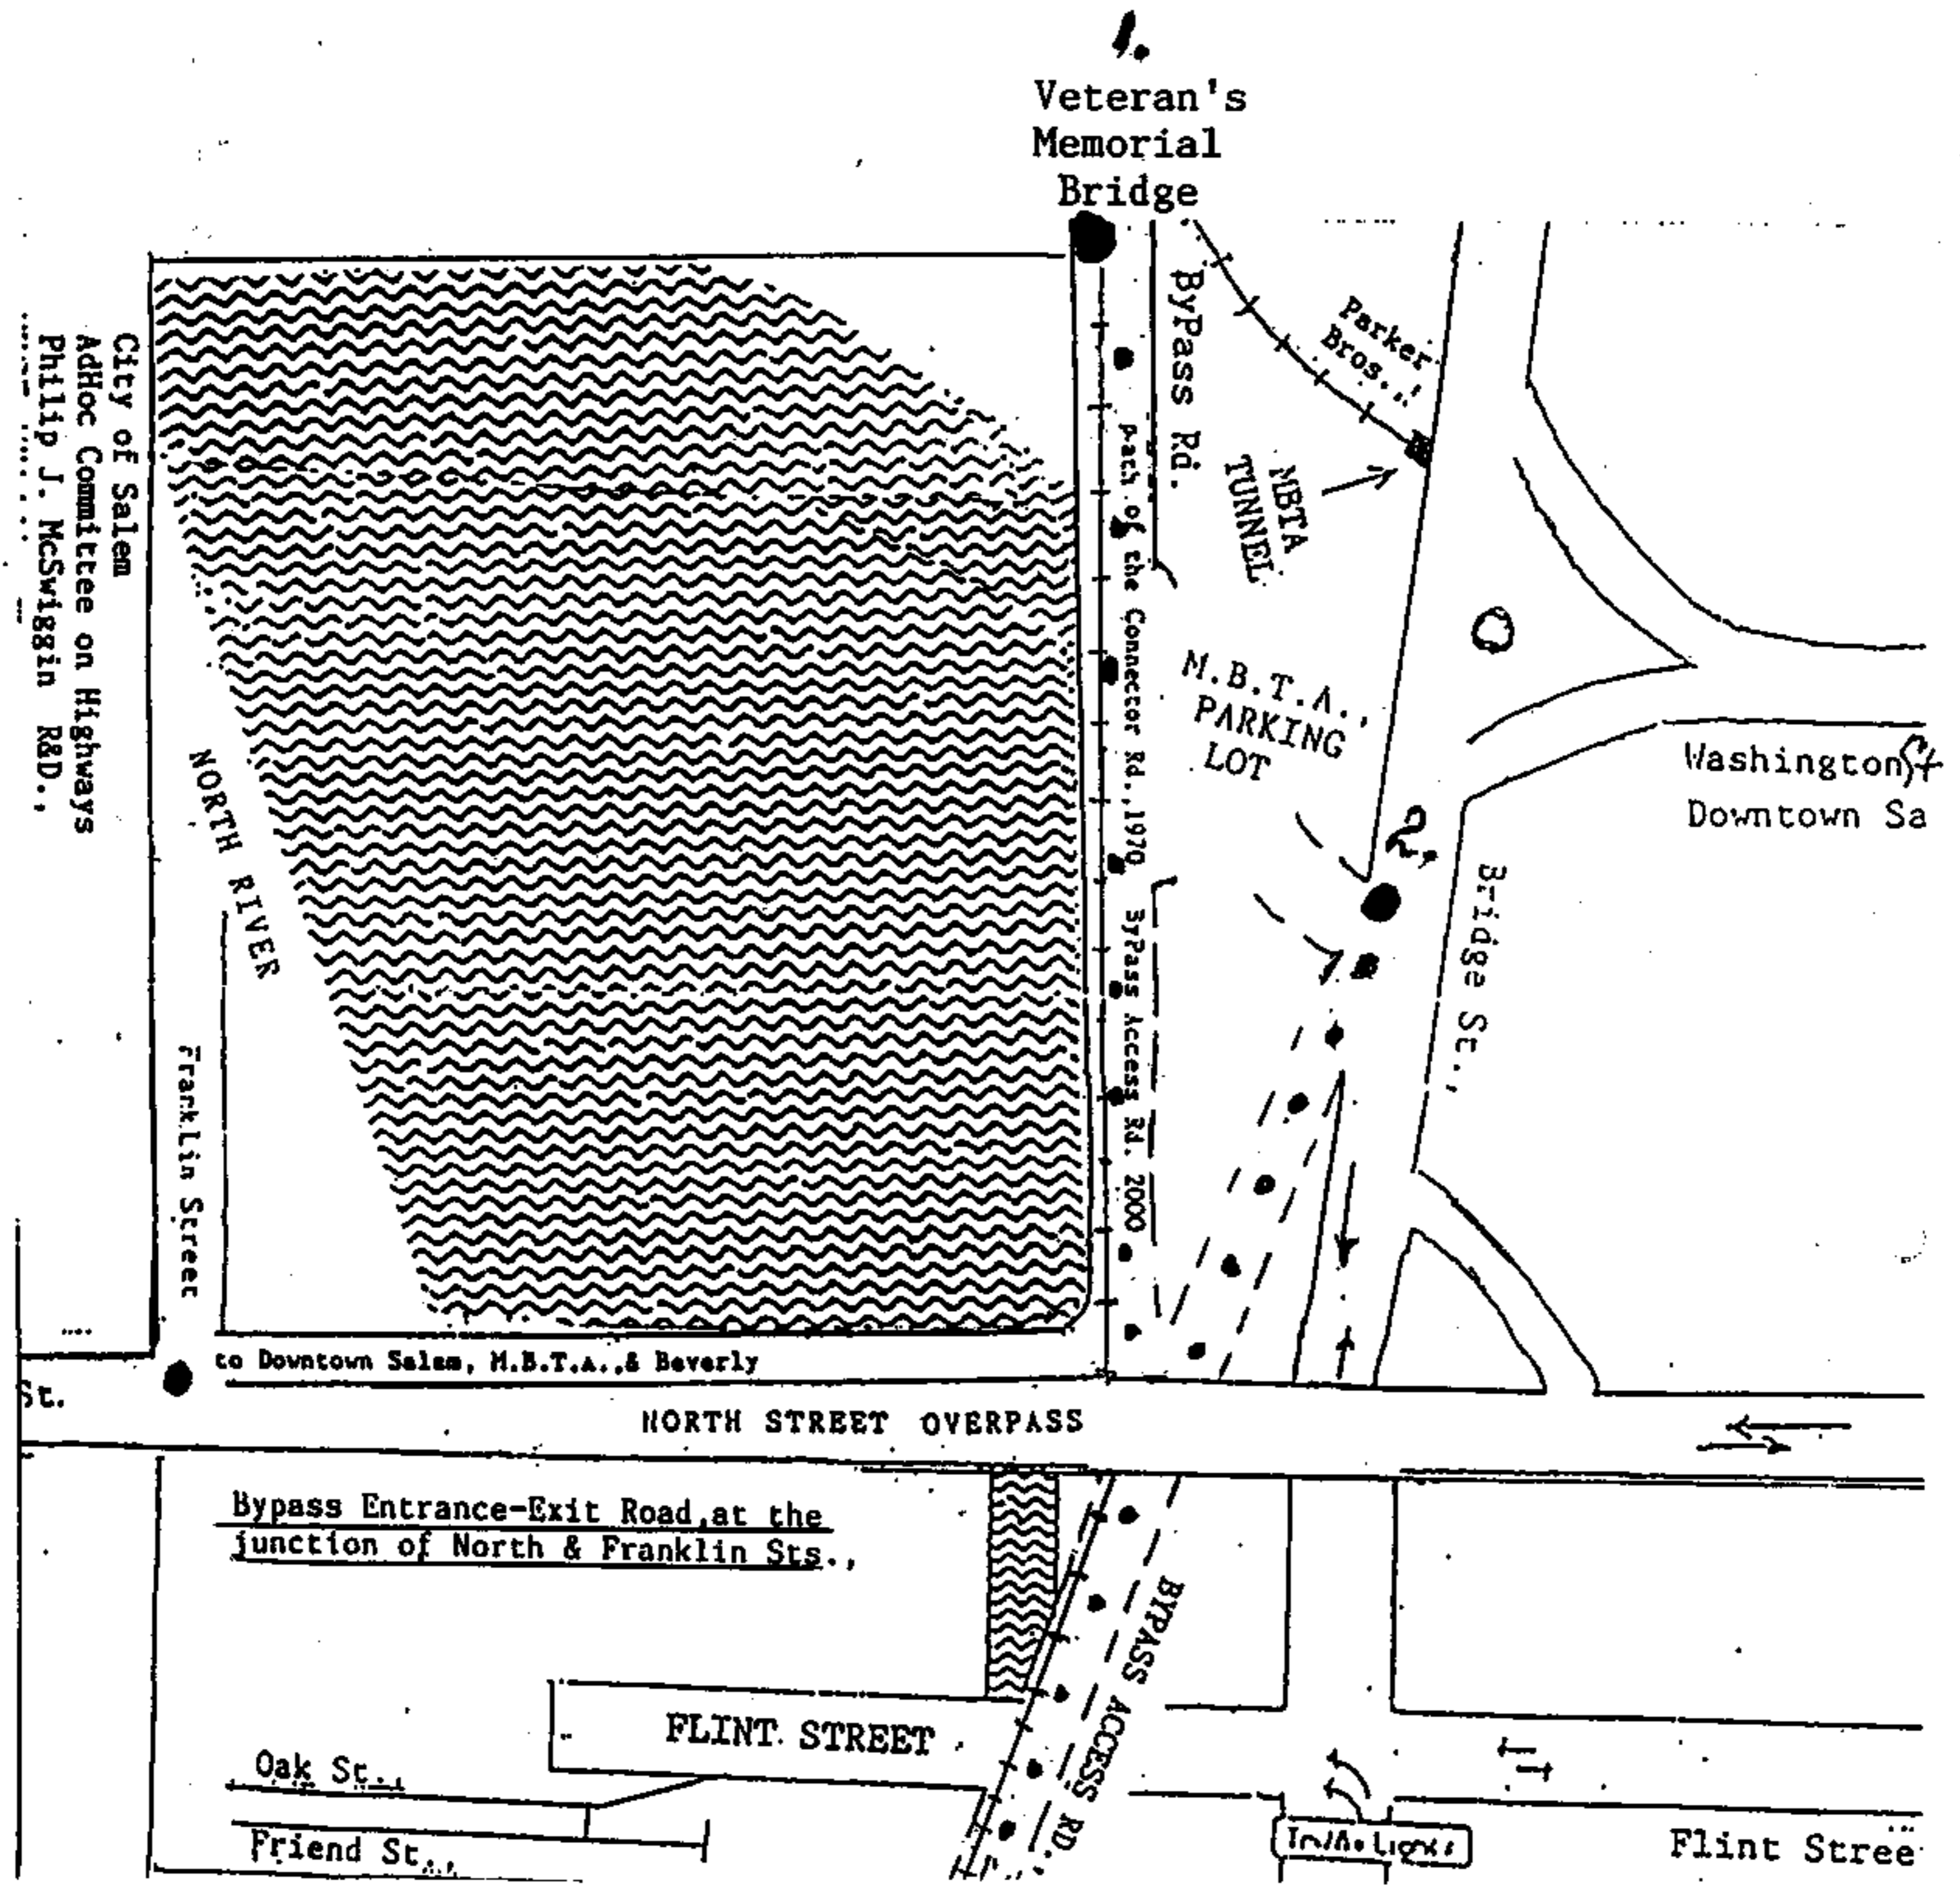 1.
Veteran's
Memorial
Bridge
ByPass Rd.
Parker
Bros.,
MBTA
TUNNEL
path of the Connector Rd.,1970
ByPass Access Rd. 2000
M.B.T.A.,
PARKING
LOT
Washington St
Downtown Sa
2,
Bridge St.,
City of Salem
AdHoc Committee on Highways
Philip J. McSwiggin R&D.,
NORTH RIVER
Franklin Street
to Downtown Salem, M.B.T.A.,& Beverly
St.
NORTH STREET OVERPASS
Bypass Entrance-Exit Road,at the
junction of North & Franklin Sts.,
BYPASS ACCESS RD.
FLINT STREET
Oak St.,
Friend St.,
Flint Stree